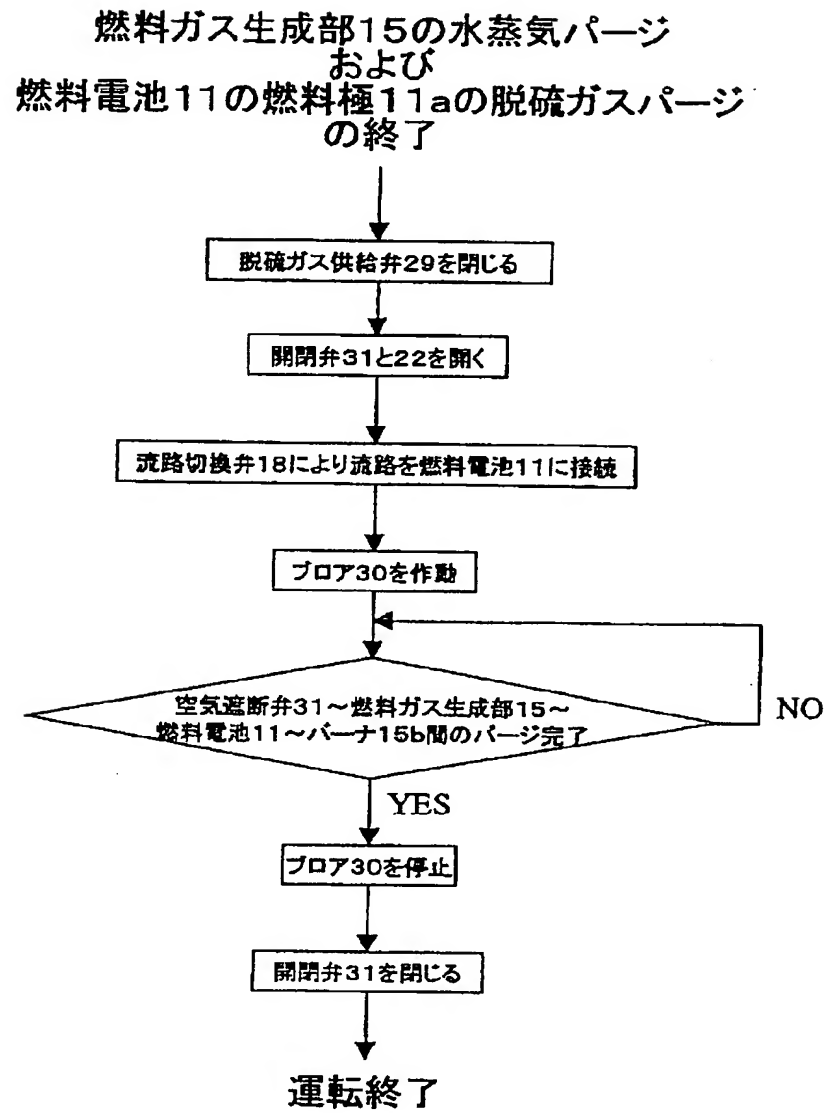 燃料ガス生成部15の水蒸気パージ
および
燃料電池11の燃料極11aの脱硫ガスパージ
の終了
脱硫ガス供給弁29を閉じる
開閉弁31と22を開く
流路切換弁18により流路を燃料電池11に接続
ブロア30を作動
空気遮断弁31～燃料ガス生成部15～
燃料電池11～バーナ15b間のパージ完了
NO
YES
ブロア30を停止
開閉弁31を閉じる
運転終了